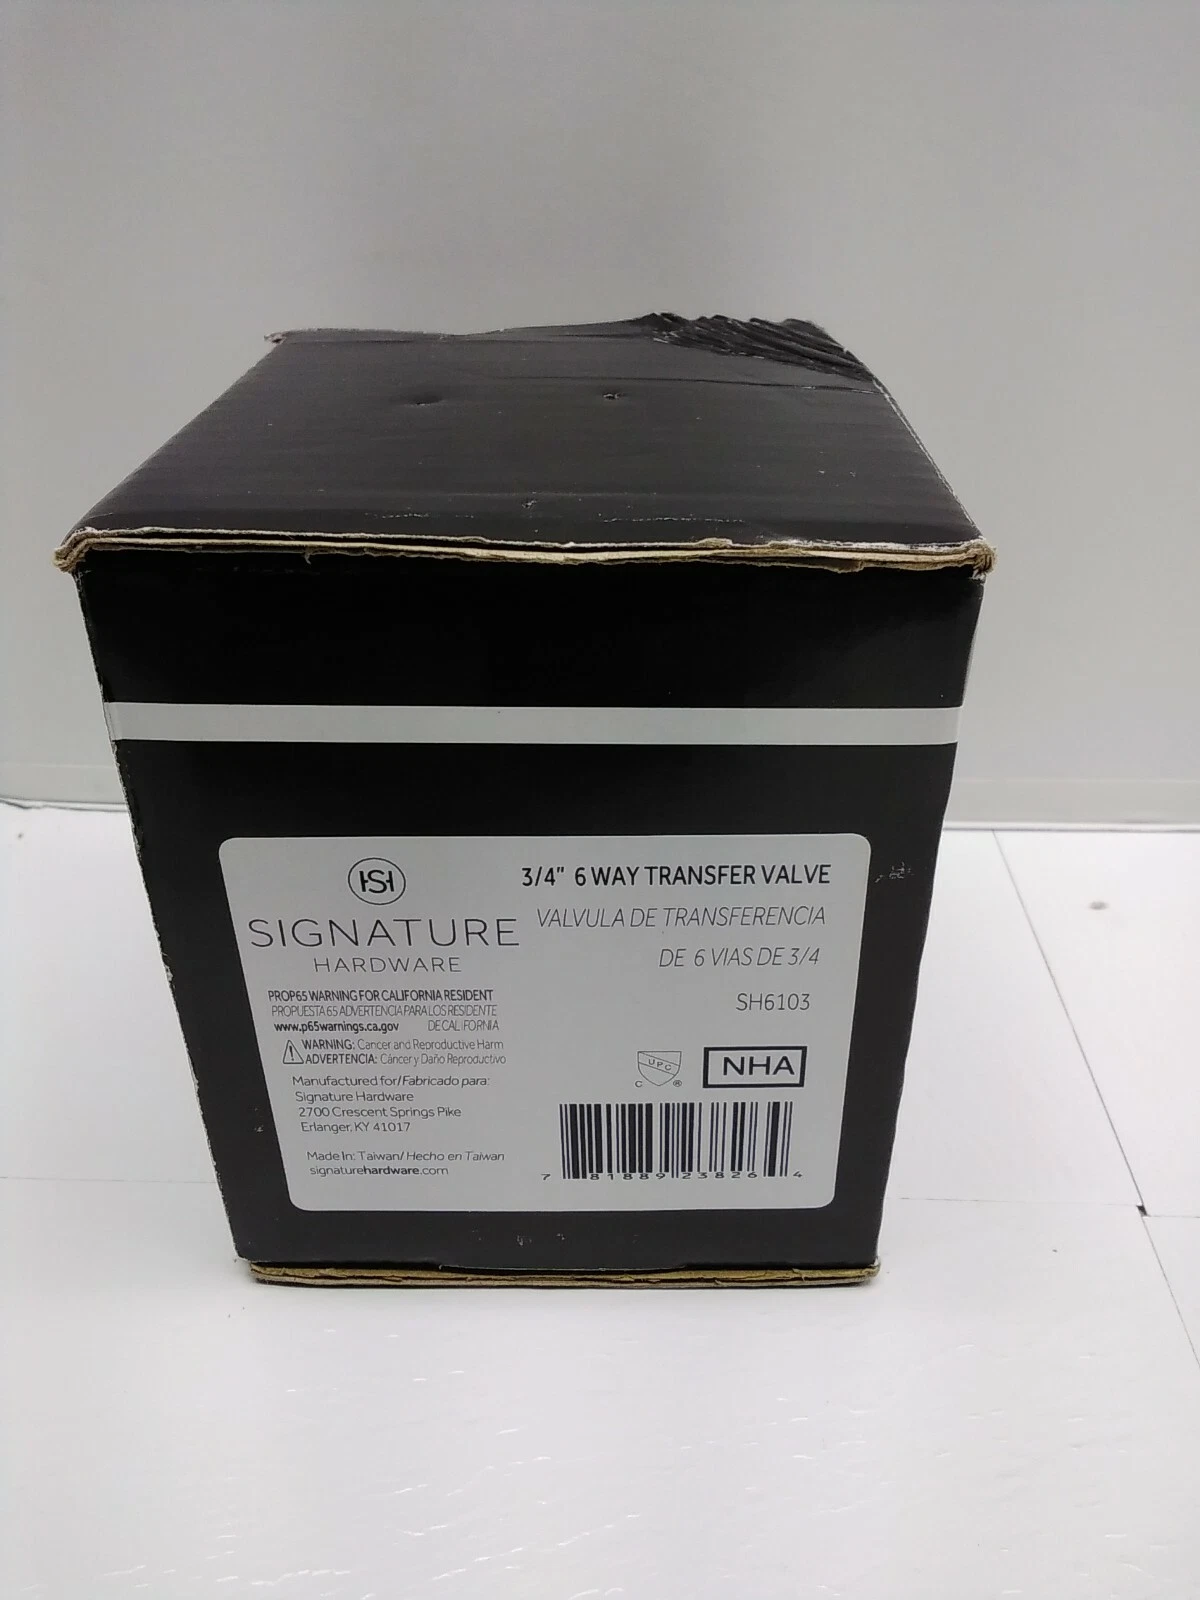 SH
SIGNATURE
HARDWARE
3/4" 6 WAY TRANSFER VALVE
VALVULA DE TRANSFERENCIA
DE 6 VIAS DE 3/4
SH6103
PROP65 WARNING FOR CALIFORNIA RESIDENT
PROPUESTA 65 ADVERTENCIA PARA LOS RESIDENTE
www.p65warnings.ca.gov DE CALIFORNIA
WARNING: Cancer and Reproductive Harm
ADVERTENCIA: Cáncer y Daño Reproductivo
Manufactured for/Fabricado para:
Signature Hardware
2700 Crescent Springs Pike
Erlanger, KY 41017
Made In: Taiwan/ Hecho en Taiwan
signaturehardware.com
UPC
C ®
NHA
7 81889 23826 4